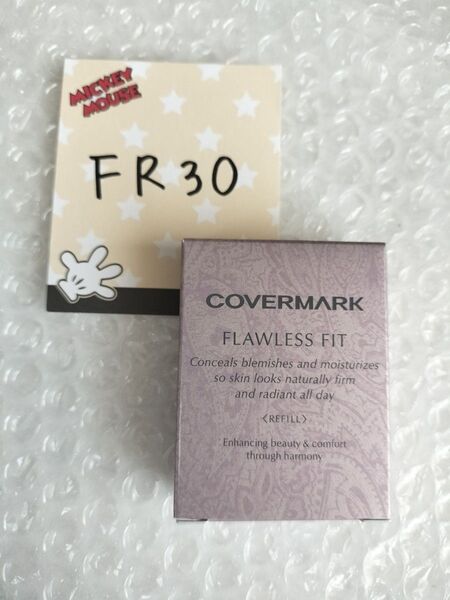 MICKEY
MOUSE
FR30
COVERMARK
FLAWLESS FIT
Conceals blemishes and moisturizes
so skin looks naturally firm
and radiant all day
〈REFILL〉
Enhancing beauty & comfort
through harmony